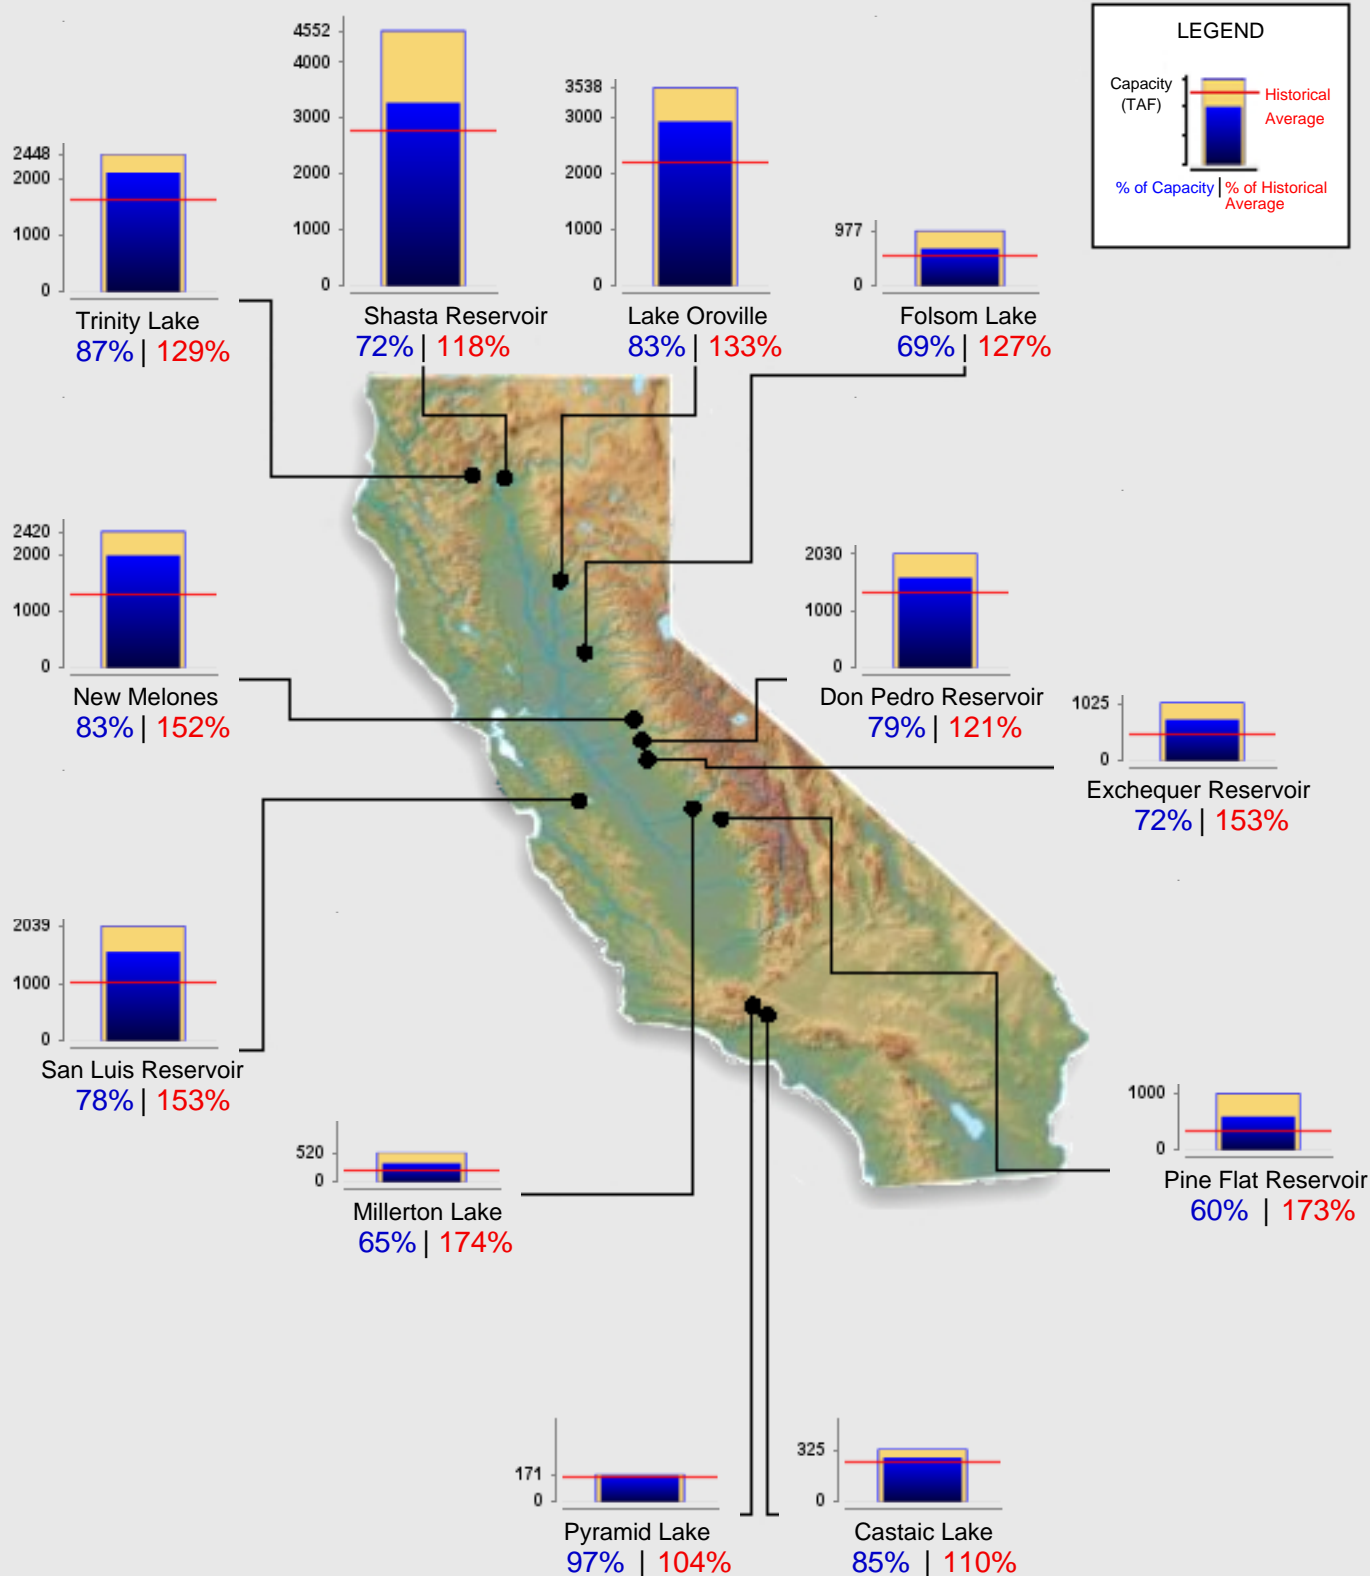 LEGEND
Capacity
(TAF)
Historical
Average
% of Capacity | % of Historical
Average
4552
4000
3000
2000
1000
0
Shasta Reservoir
72% | 118%
3538
3000
2000
1000
0
Lake Oroville
83% | 133%
977
0
Folsom Lake
69% | 127%
2448
2000
1000
0
Trinity Lake
87% | 129%
2420
2000
1000
0
New Melones
83% | 152%
2030
1000
0
Don Pedro Reservoir
79% | 121%
1025
0
Exchequer Reservoir
72% | 153%
2039
1000
0
San Luis Reservoir
78% | 153%
520
0
Millerton Lake
65% | 174%
1000
0
Pine Flat Reservoir
60% | 173%
171
0
Pyramid Lake
97% | 104%
325
0
Castaic Lake
85% | 110%